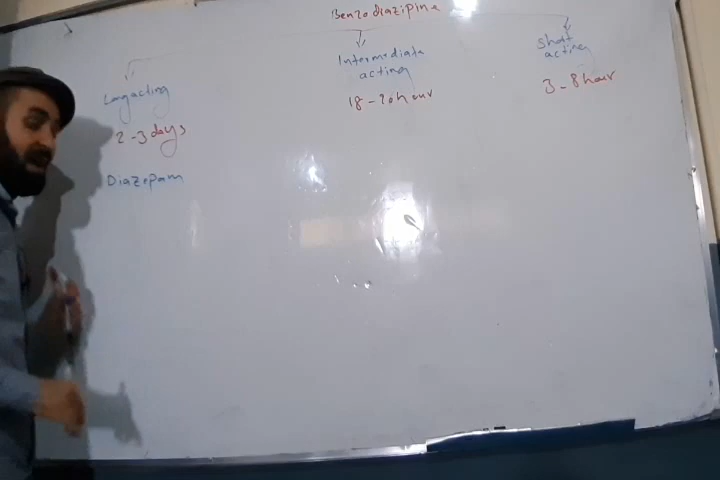 Benzodiazipine
Long acting
2-3 days
Diazepam
Intermediate
acting
18-20 hour
Short
acting
3-8 hour